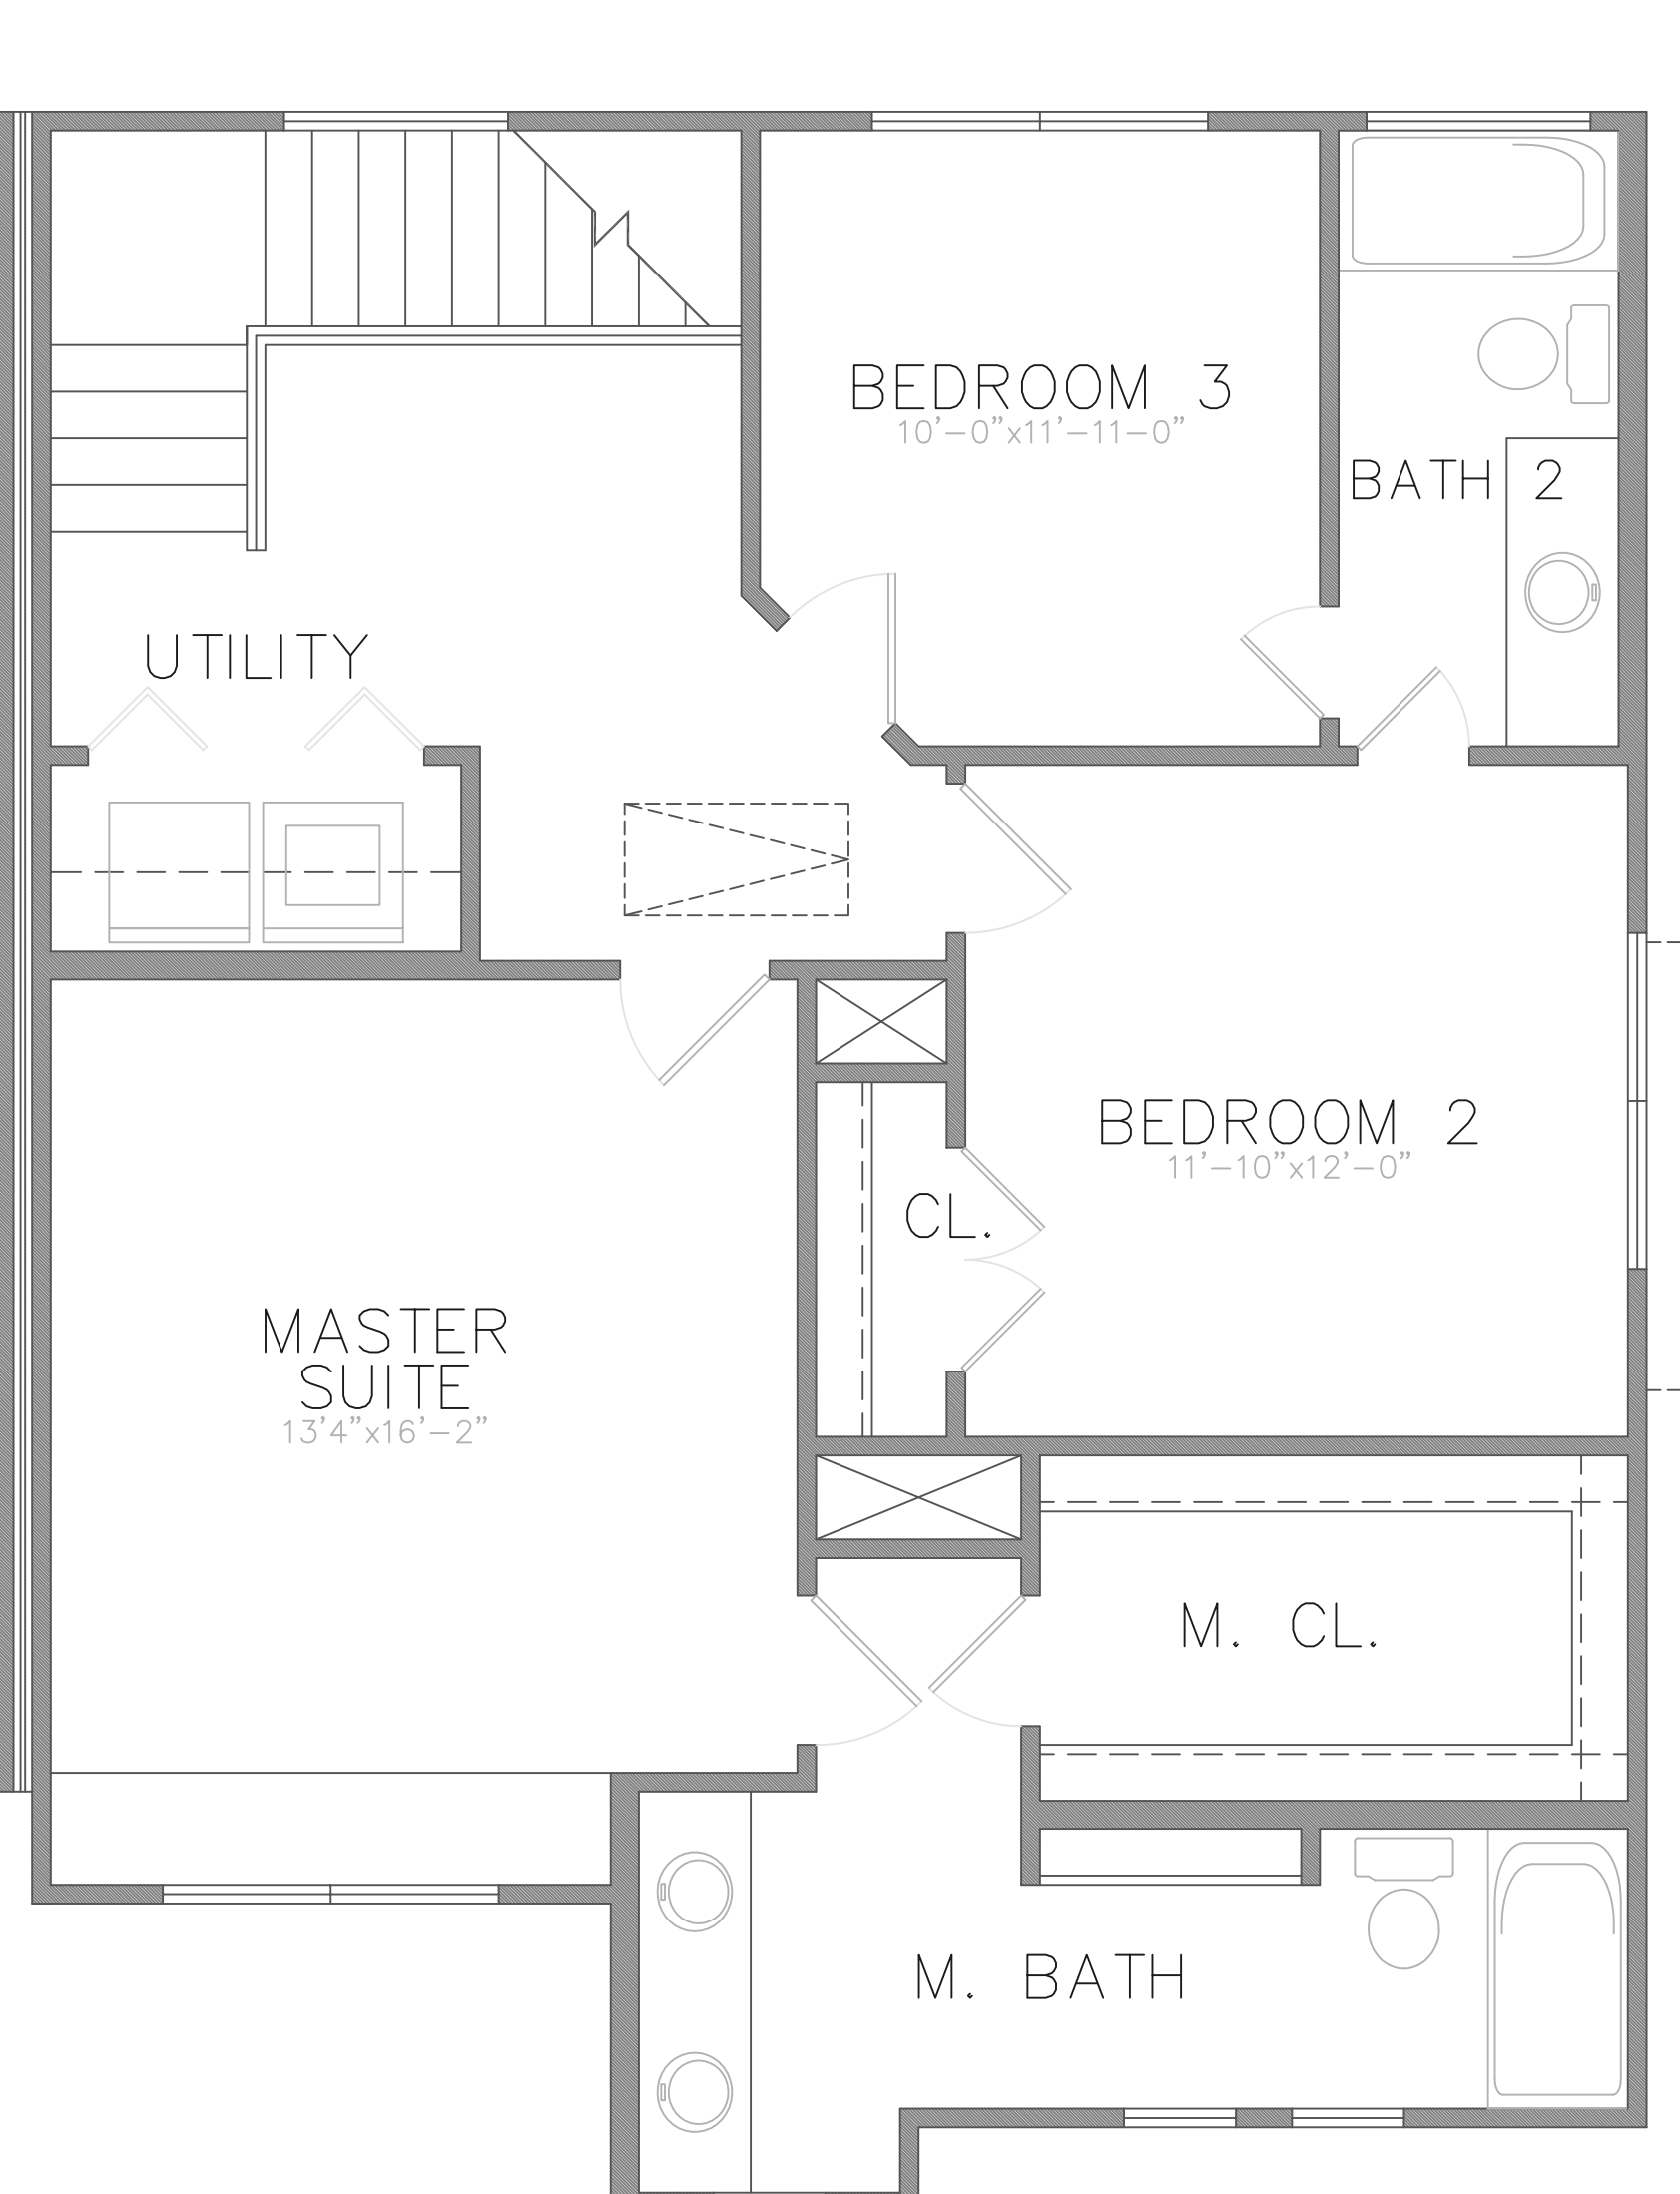 BEDROOM 3
10'-0"x11'-11-0"
BATH 2
UTILITY
BEDROOM 2
11'-10"x12'-0"
CL.
MASTER
SUITE
13'4"x16'-2"
M. CL.
M. BATH